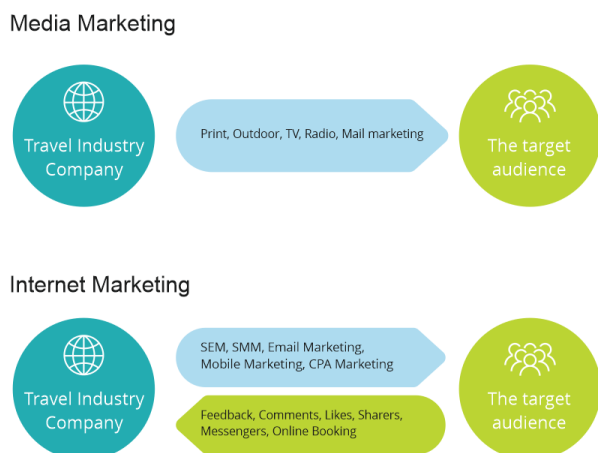 Media Marketing
Travel Industry
Company
Print, Outdoor, TV, Radio, Mail marketing
The target
audience
Internet Marketing
Travel Industry
Company
SEM, SMM, Email Marketing,
Mobile Marketing, CPA Marketing
Feedback, Comments, Likes, Sharers,
Messengers, Online Booking
The target
audience